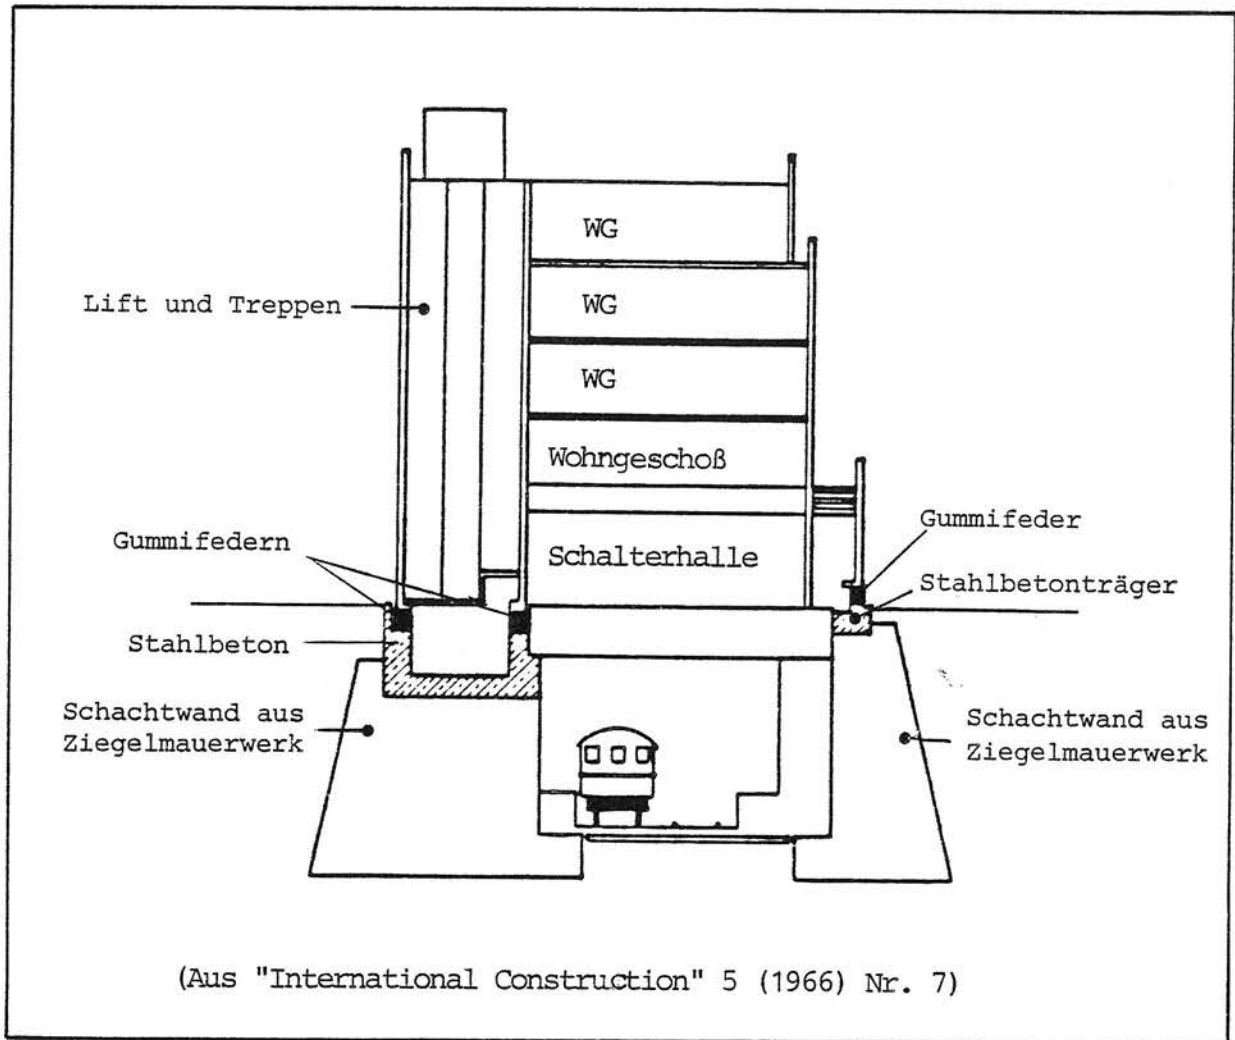 WG
Lift und Treppen
WG
WG
Wohngeschoß
Gummifedern
Schalterhalle
Gummifeder
Stahlbetonträger
Stahlbeton
Schachtwand aus
Ziegelmauerwerk
Schachtwand aus
Ziegelmauerwerk
(Aus "International Construction" 5 (1966) Nr. 7)